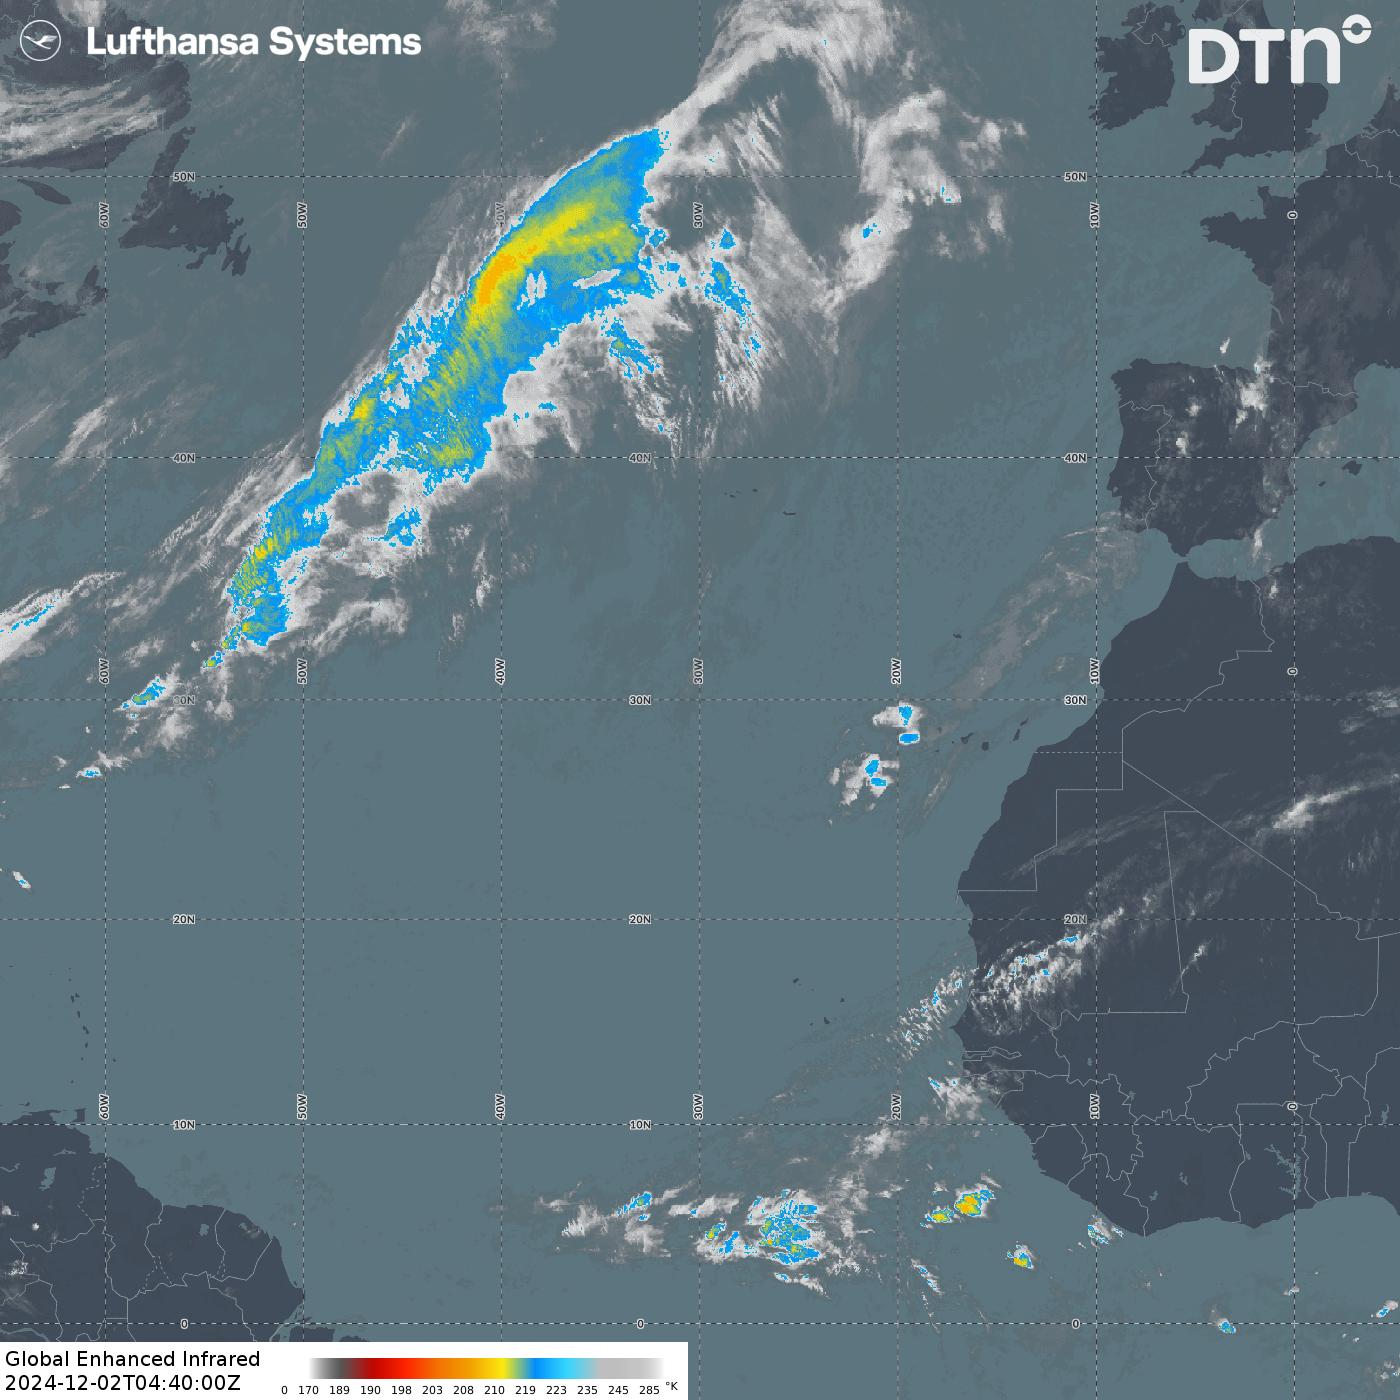 Lufthansa Systems
DTN
50N 50N
60W 50W 40W 30W 10W 0
40N 40N 40N
60W 50W 40W 30W 20W 10W 0
30N 30N 30N
20N 20N 20N
60W 50W 40W 30W 20W 10W 0
10N 10N 10N
0 0 0
Global Enhanced Infrared
2024-12-02T04:40:00Z
0 170 189 190 198 203 208 210 219 223 235 245 285 °K